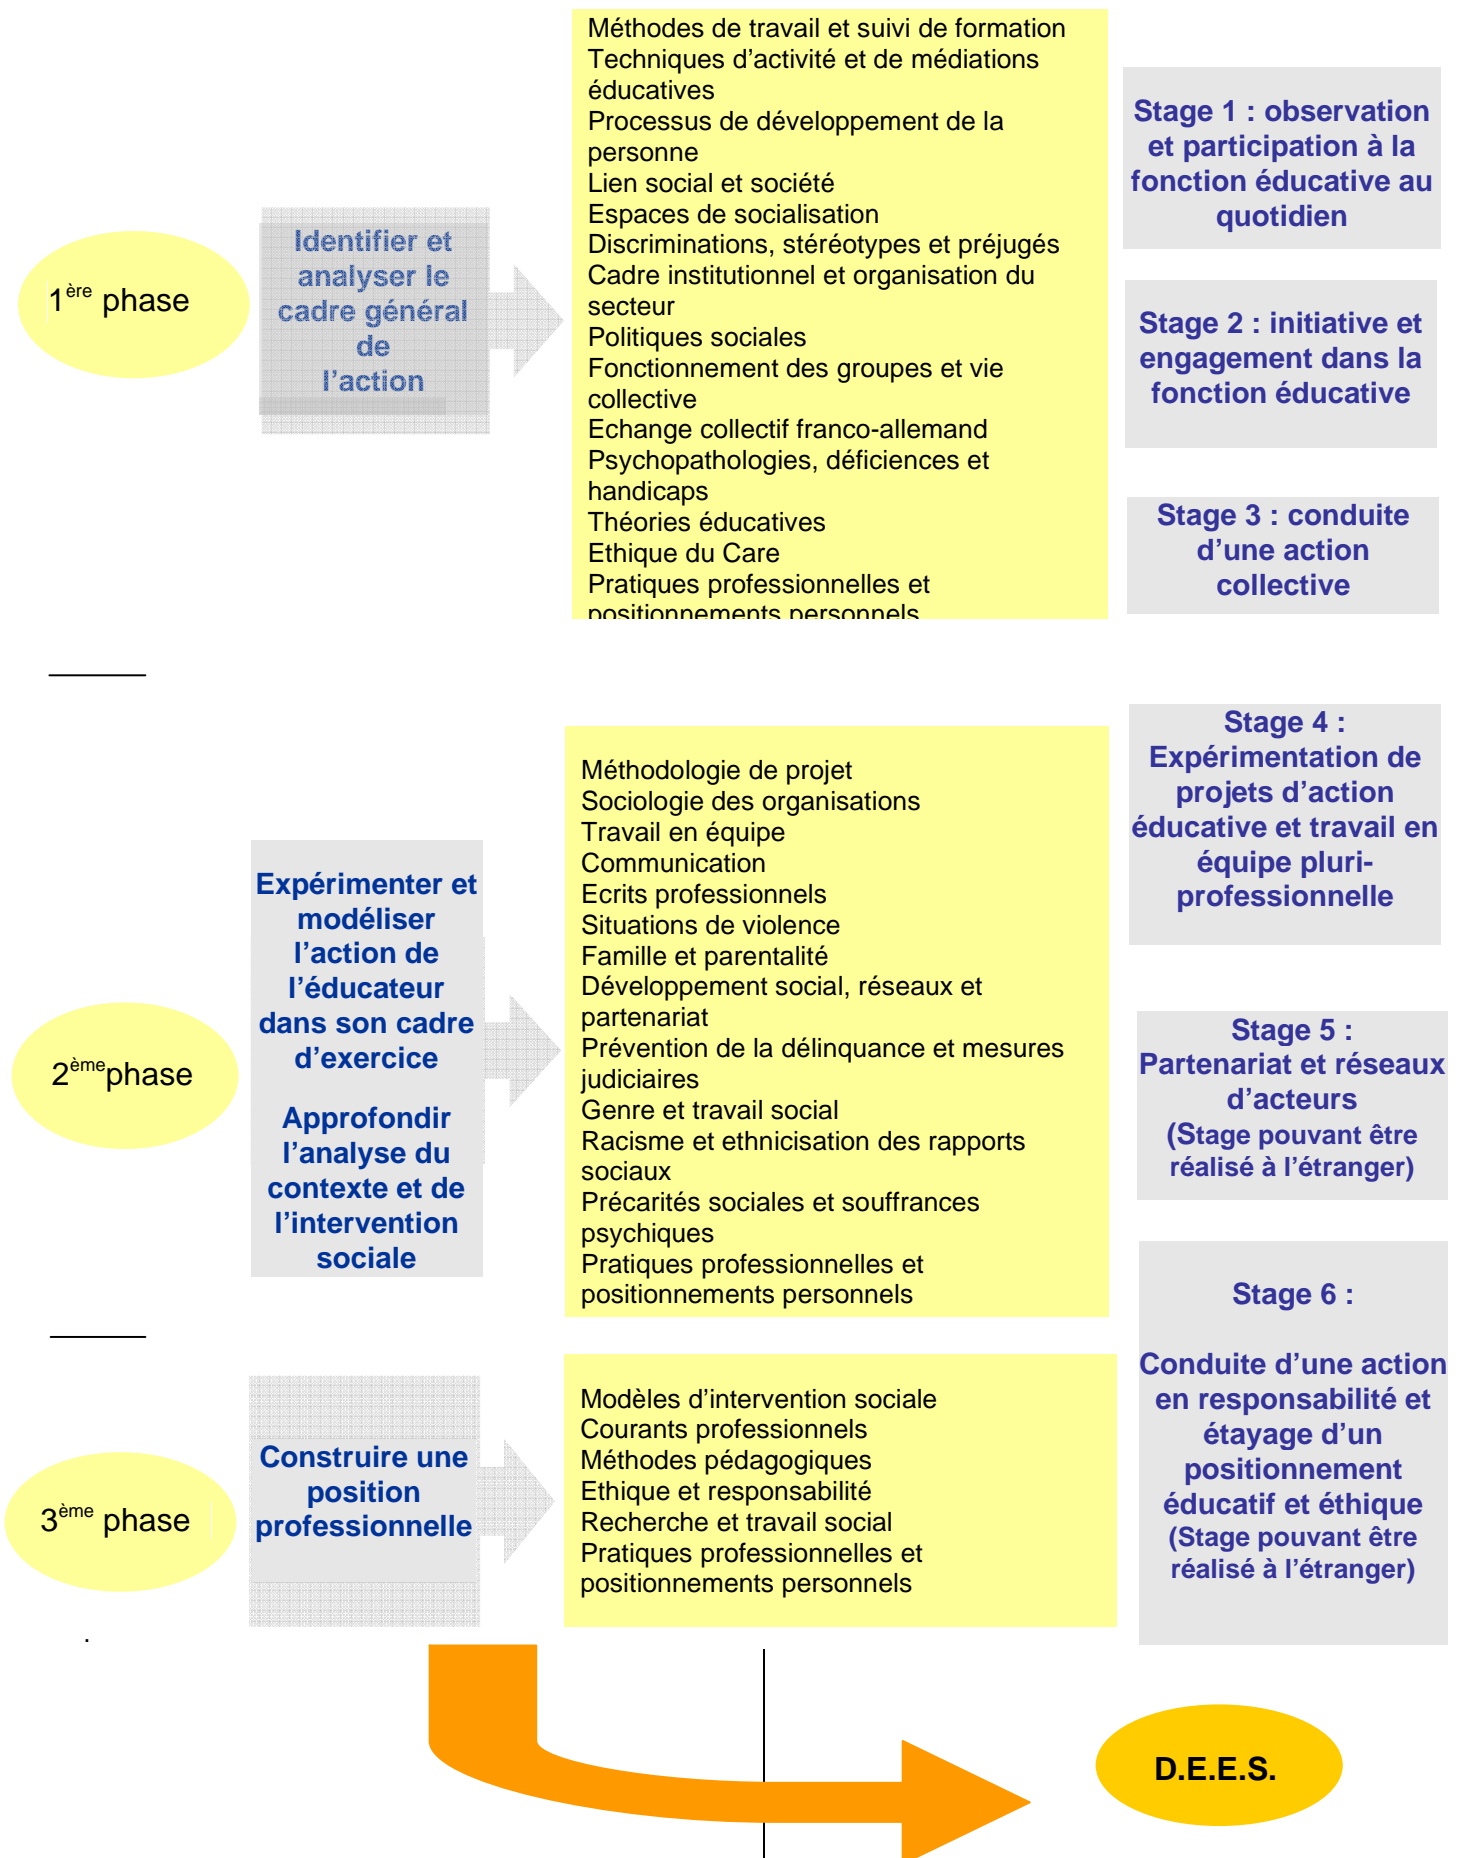 1ère phase
Identifier et
analyser le
cadre général
de
l’action
Méthodes de travail et suivi de formation
Techniques d’activité et de médiations
éducatives
Processus de développement de la
personne
Lien social et société
Espaces de socialisation
Discriminations, stéréotypes et préjugés
Cadre institutionnel et organisation du
secteur
Politiques sociales
Fonctionnement des groupes et vie
collective
Echange collectif franco-allemand
Psychopathologies, déficiences et
handicaps
Théories éducatives
Ethique du Care
Pratiques professionnelles et
positionnements personnels
Stage 1 : observation
et participation à la
fonction éducative au
quotidien
Stage 2 : initiative et
engagement dans la
fonction éducative
Stage 3 : conduite
d’une action
collective
2ème phase
Expérimenter et
modéliser
l’action de
l’éducateur
dans son cadre
d’exercice
Approfondir
l’analyse du
contexte et de
l’intervention
sociale
Méthodologie de projet
Sociologie des organisations
Travail en équipe
Communication
Ecrits professionnels
Situations de violence
Famille et parentalité
Développement social, réseaux et
partenariat
Prévention de la délinquance et mesures
judiciaires
Genre et travail social
Racisme et ethnicisation des rapports
sociaux
Précarités sociales et souffrances
psychiques
Pratiques professionnelles et
positionnements personnels
Stage 4 :
Expérimentation de
projets d’action
éducative et travail en
équipe pluri-
professionnelle
Stage 5 :
Partenariat et réseaux
d’acteurs
(Stage pouvant être
réalisé à l’étranger)
3ème phase
Construire une
position
professionnelle
Modèles d’intervention sociale
Courants professionnels
Méthodes pédagogiques
Ethique et responsabilité
Recherche et travail social
Pratiques professionnelles et
positionnements personnels
Stage 6 :
Conduite d’une action
en responsabilité et
étayage d’un
positionnement
éducatif et éthique
(Stage pouvant être
réalisé à l’étranger)
.
D.E.E.S.